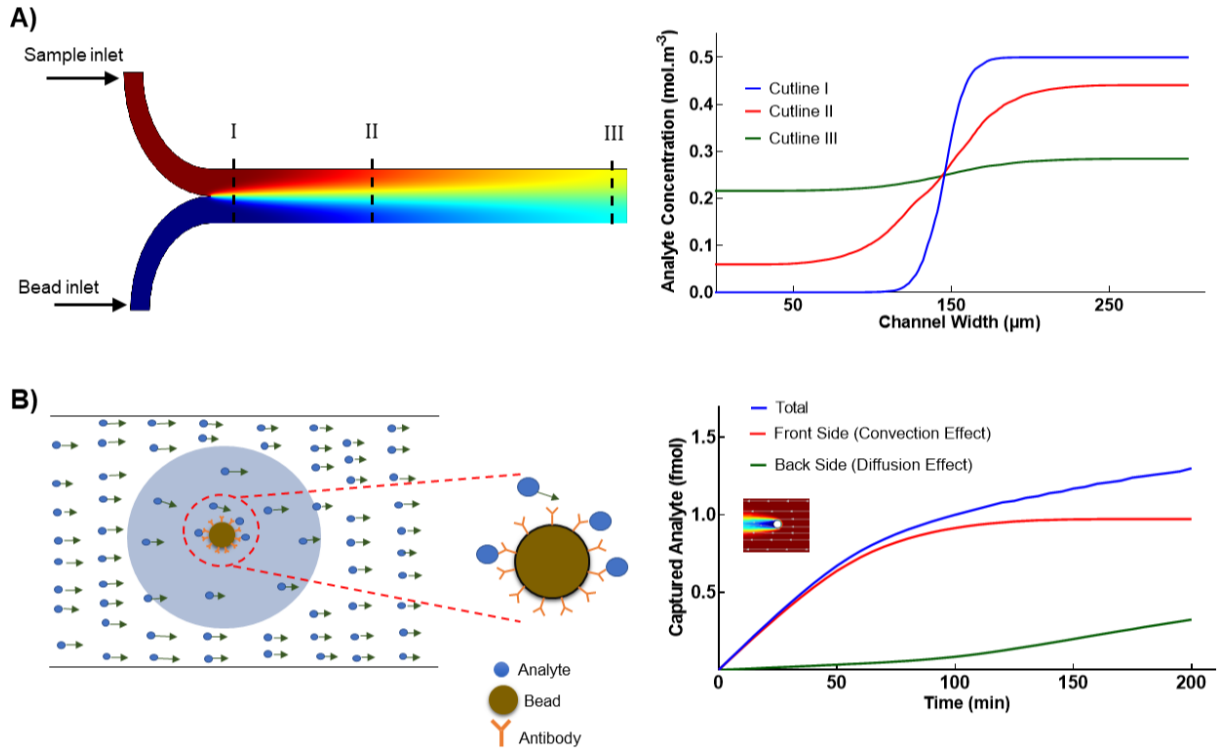 A)
Sample inlet
Bead inlet
I
II
III
Analyte Concentration (mol.m-3)
0.5
0.4
0.3
0.2
0.1
0.0
Cutline I
Cutline II
Cutline III
50
150
250
Channel Width (µm)
B)
Analyte
Bead
Antibody
Captured Analyte (fmol)
1.5
1.0
0.5
Total
Front Side (Convection Effect)
Back Side (Diffusion Effect)
0
50
100
150
200
Time (min)